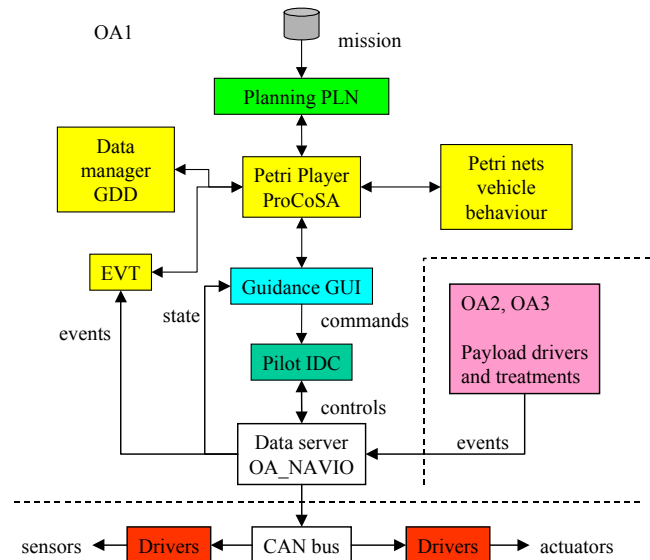 OA1
mission
Planning PLN
Data
manager
GDD
Petri Player
ProCoSA
Petri nets
vehicle
behaviour
EVT
Guidance GUI
OA2, OA3
events
state
commands
Payload drivers
and treatments
Pilot IDC
controls
Data server
OA_NAVIO
events
sensors
Drivers
CAN bus
Drivers
actuators